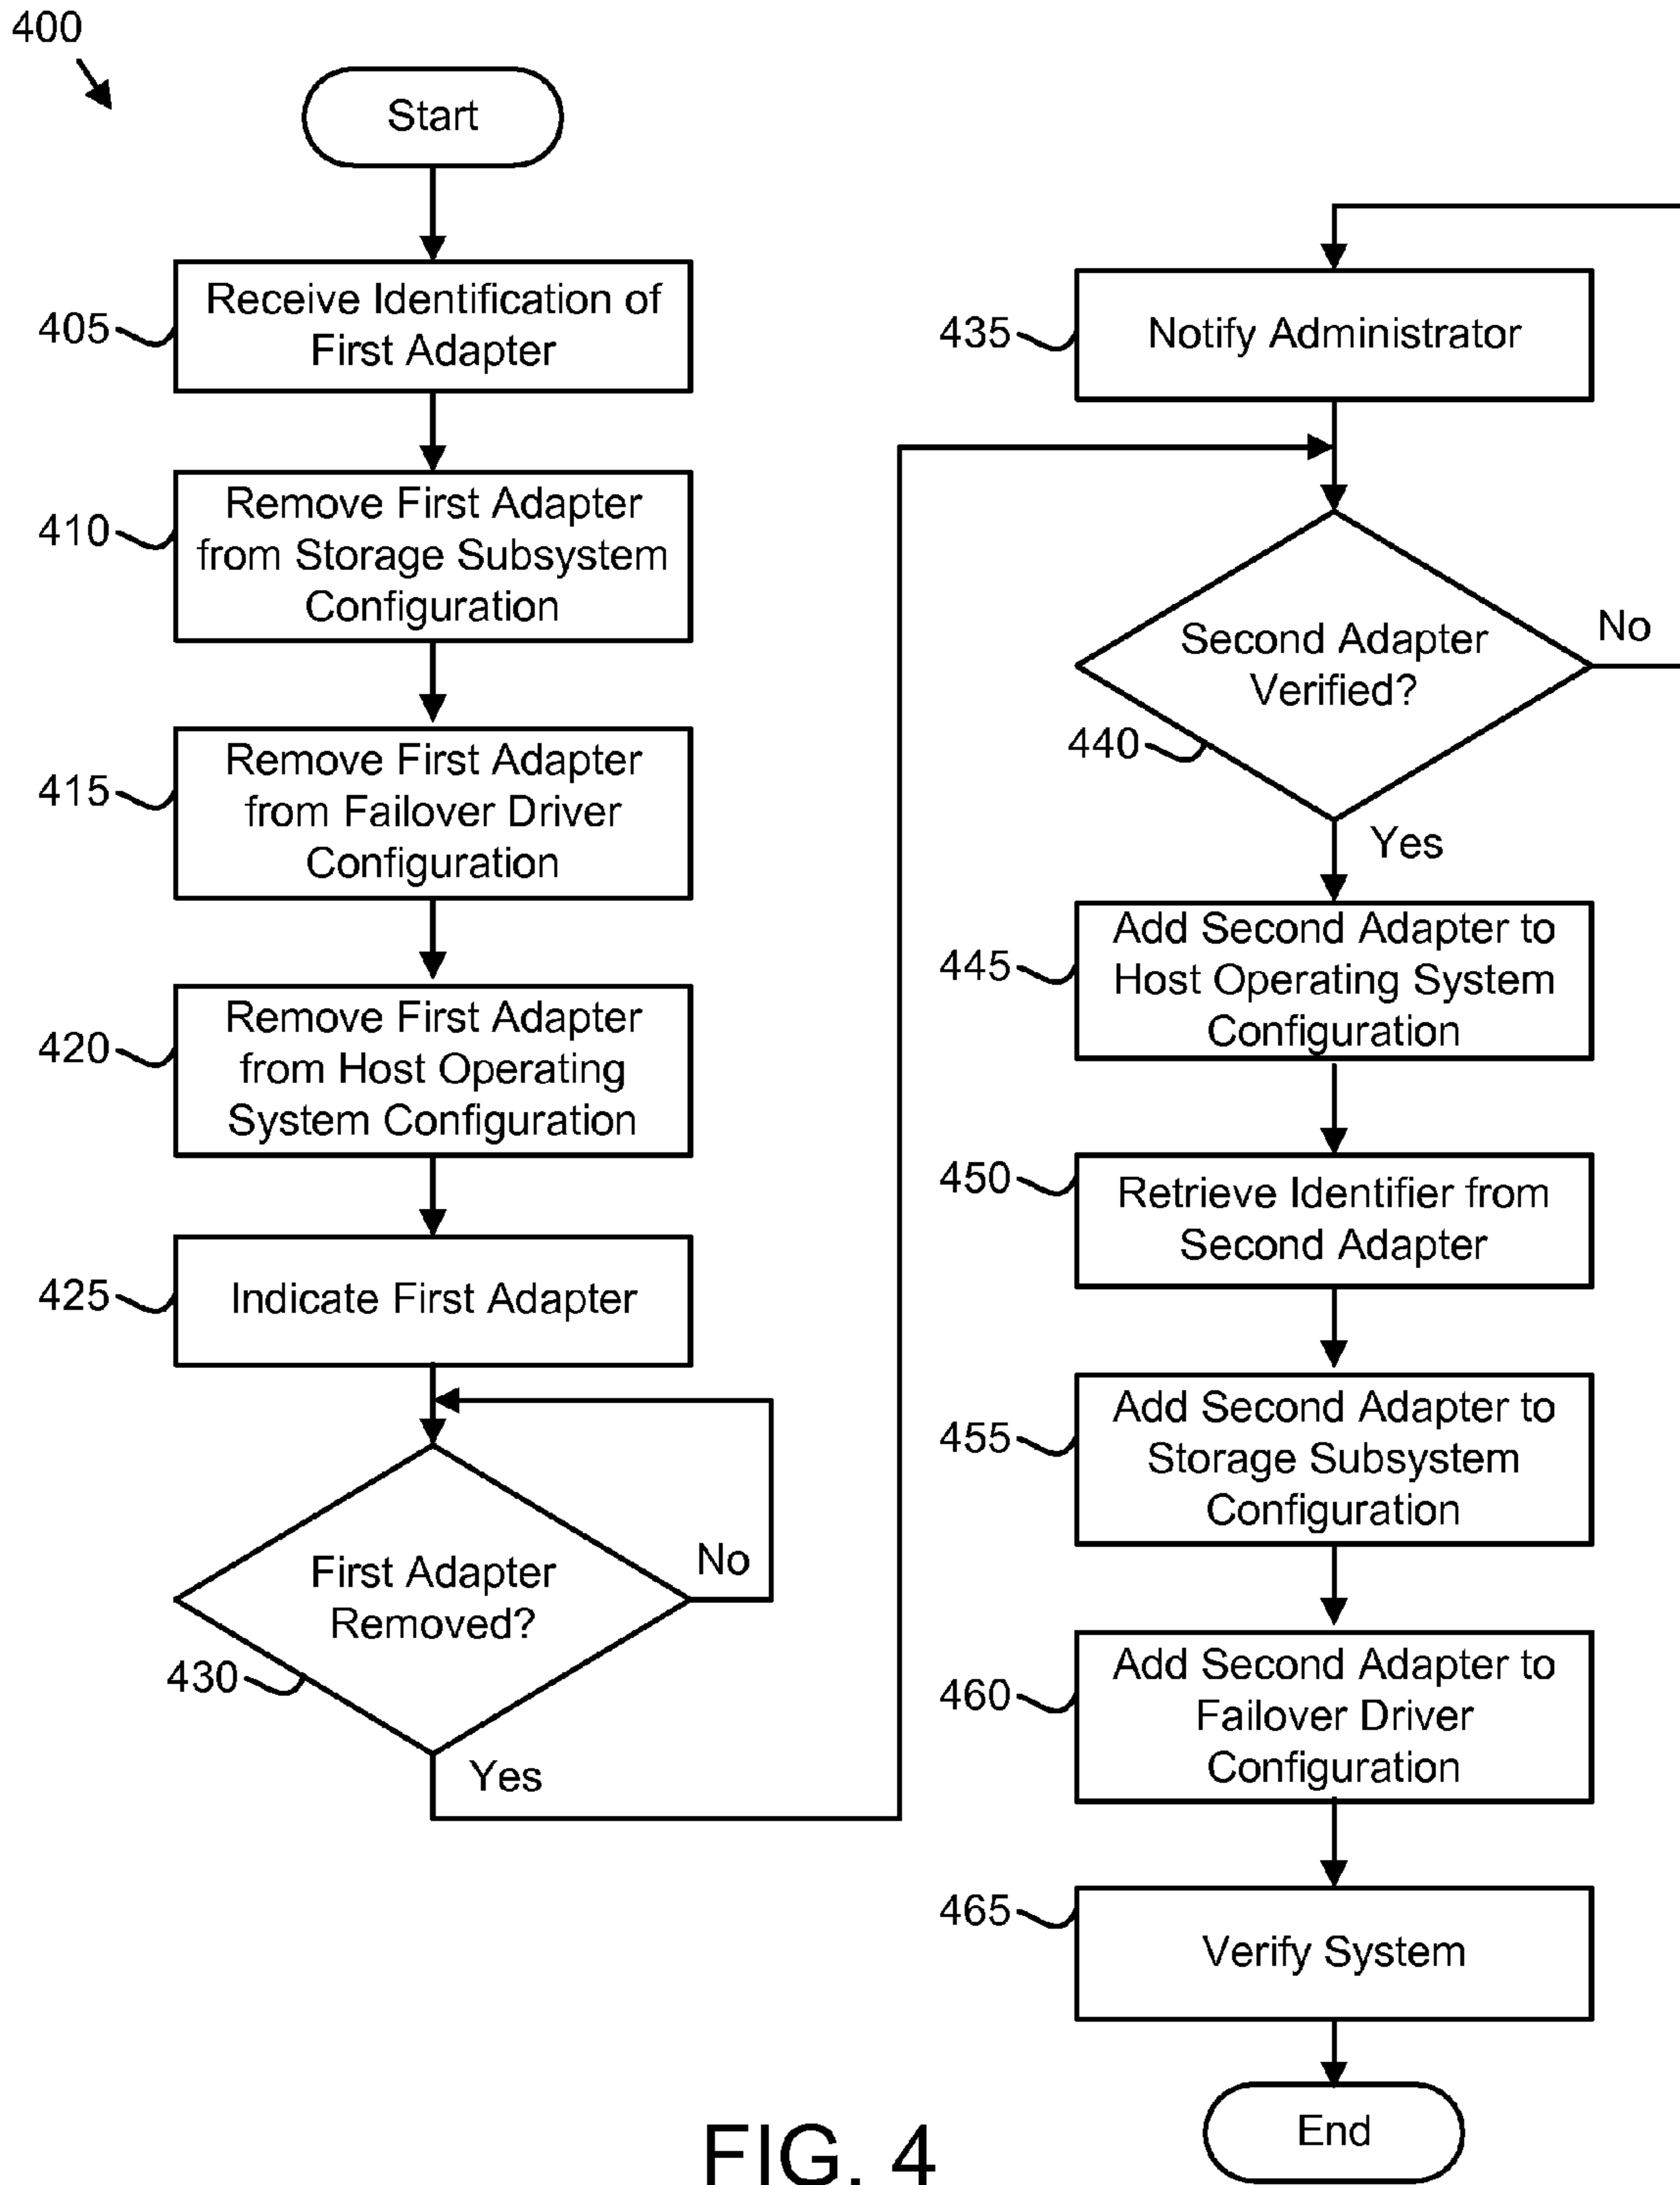 400
Start
405
Receive Identification of
First Adapter
410
Remove First Adapter
from Storage Subsystem
Configuration
415
Remove First Adapter
from Failover Driver
Configuration
420
Remove First Adapter
from Host Operating
System Configuration
425
Indicate First Adapter
First Adapter
Removed?
No
430
Yes
435
Notify Administrator
Second Adapter
Verified?
No
440
Yes
445
Add Second Adapter to
Host Operating System
Configuration
450
Retrieve Identifier from
Second Adapter
455
Add Second Adapter to
Storage Subsystem
Configuration
460
Add Second Adapter to
Failover Driver
Configuration
465
Verify System
End
FIG. 4